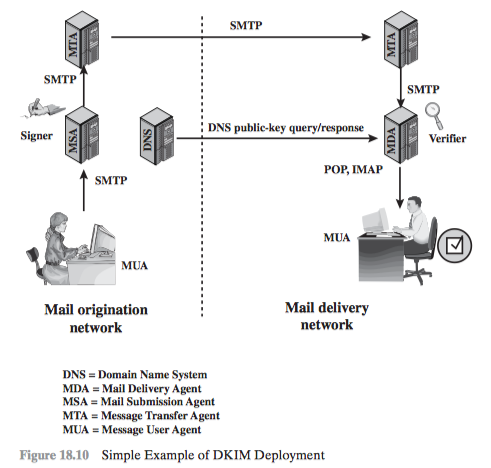 SMTP
MTA
MTA
SMTP
SMTP
Signer
MSA
DNS
DNS public-key query/response
MDA
Verifier
SMTP
POP, IMAP
MUA
MUA
Mail origination
network
Mail delivery
network
DNS = Domain Name System
MDA = Mail Delivery Agent
MSA = Mail Submission Agent
MTA = Message Transfer Agent
MUA = Message User Agent
Figure 18.10 Simple Example of DKIM Deployment